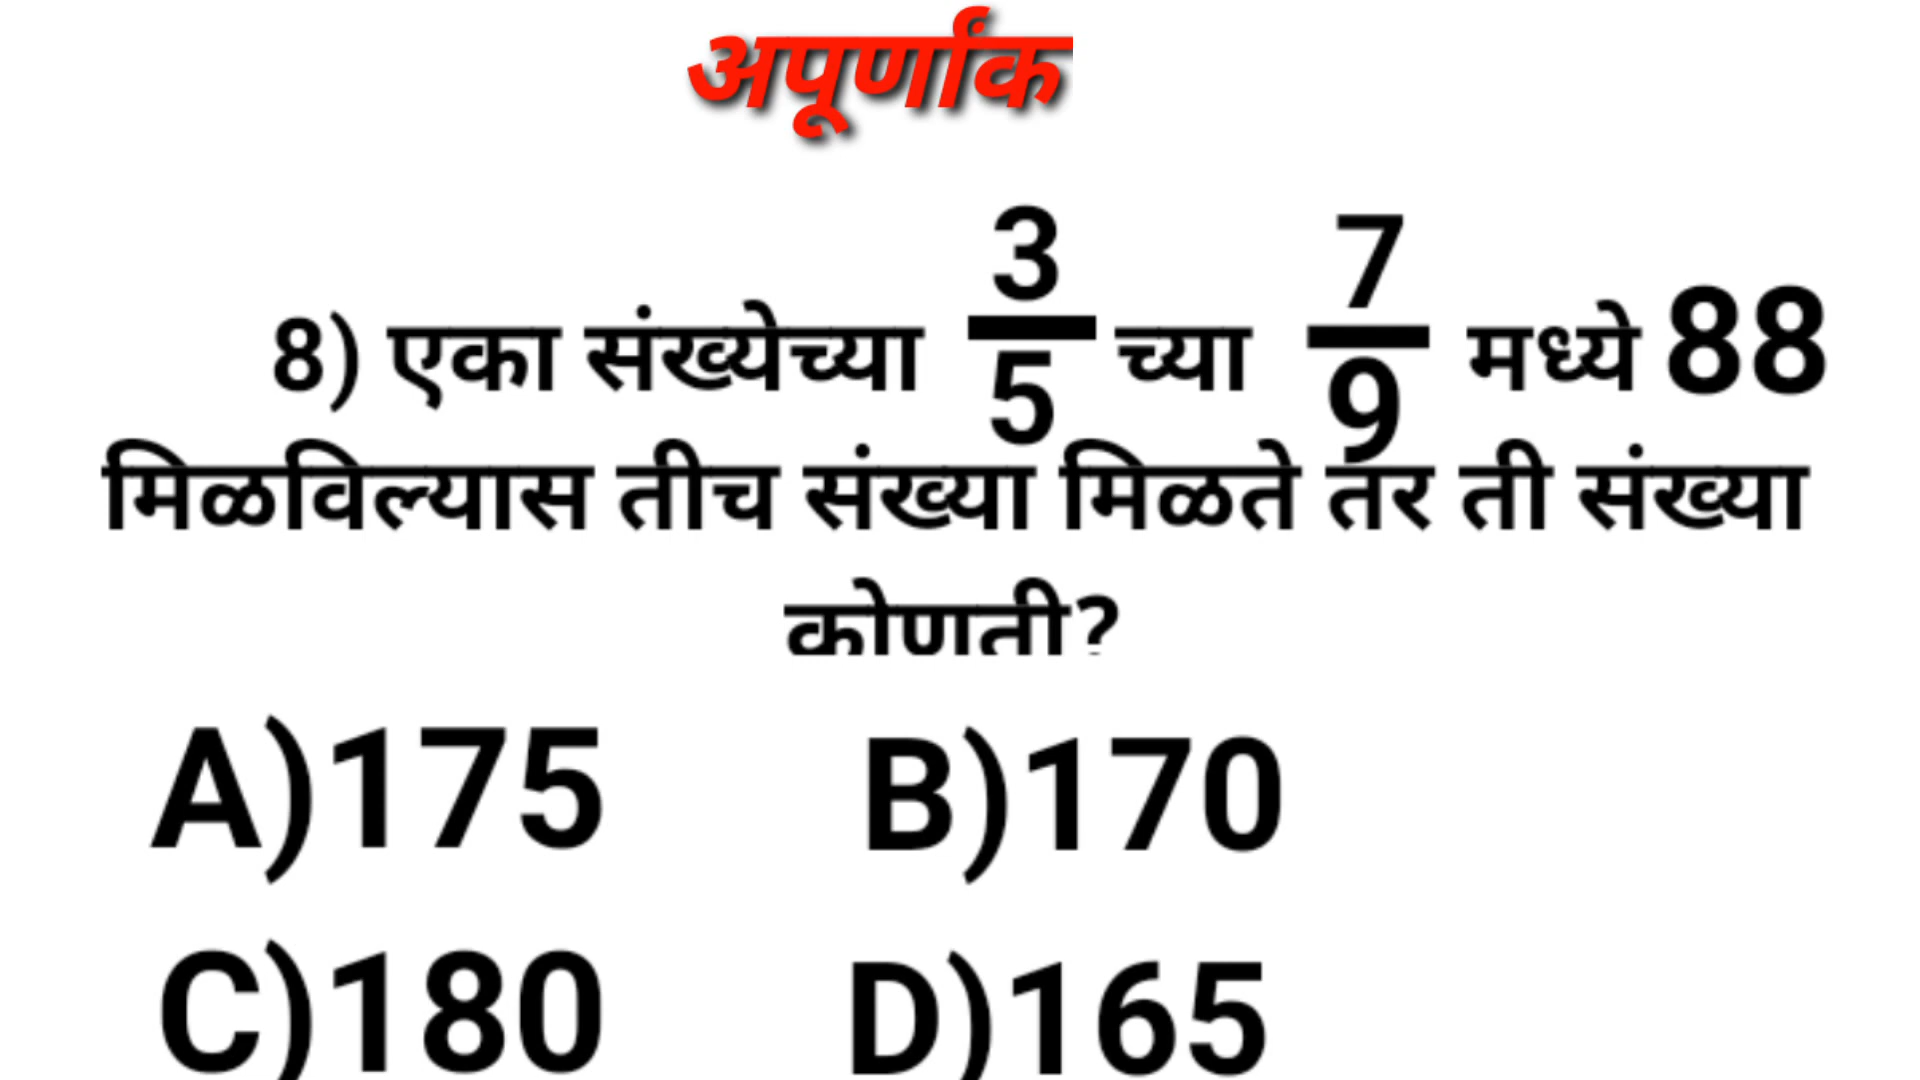 अपूर्णांक
8) एका संख्येच्या 3/5 च्या 7/9 मध्ये 88
मिळविल्यास तीच संख्या मिळते तर ती संख्या
कोणती?
A)175 B)170
C)180 D)165